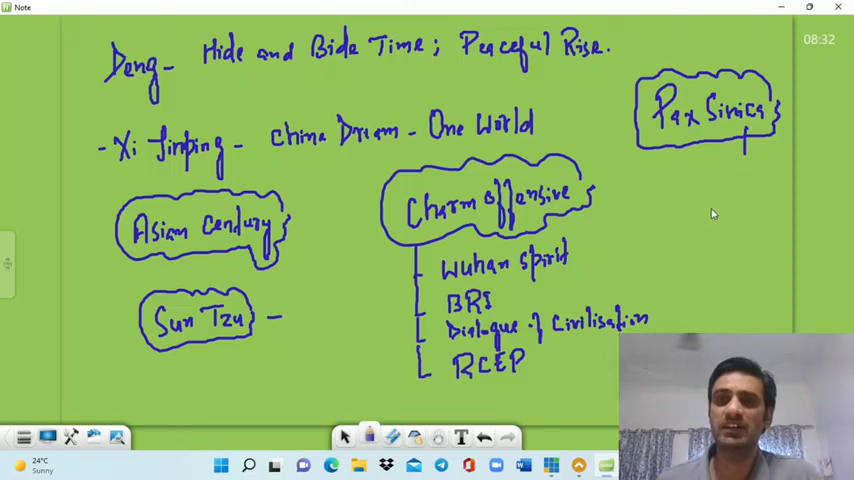 Note
08:32
Deng - Hide and Bide Time; Peaceful Rise.
Pax Sinica
- Xi Jinping - China Dream - One World
Asian Century
Charm offensive
Wuhan Spirit
BRI
Sun Tzu -
Dialogue of Civilisation
RCEP
24°C
Sunny